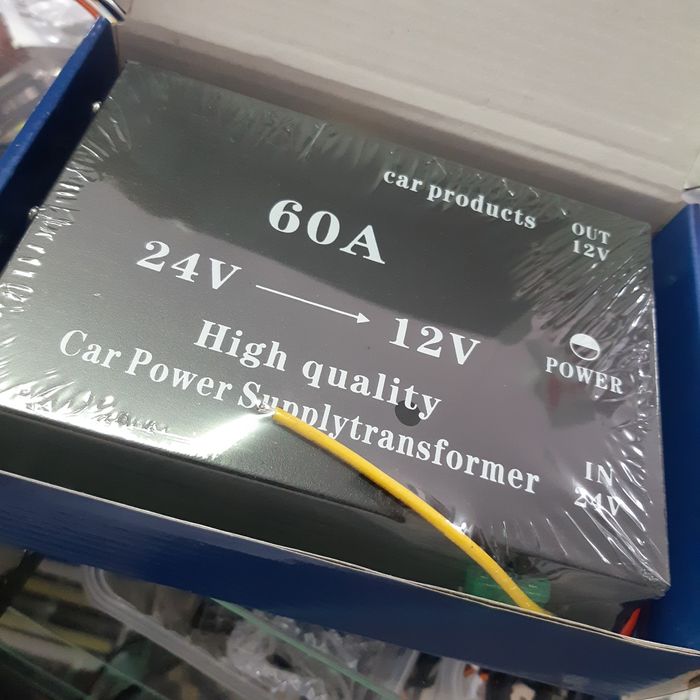 car products
60A
OUT
12V
24V → 12V
High quality
POWER
Car Power Supplytransformer
IN
24V